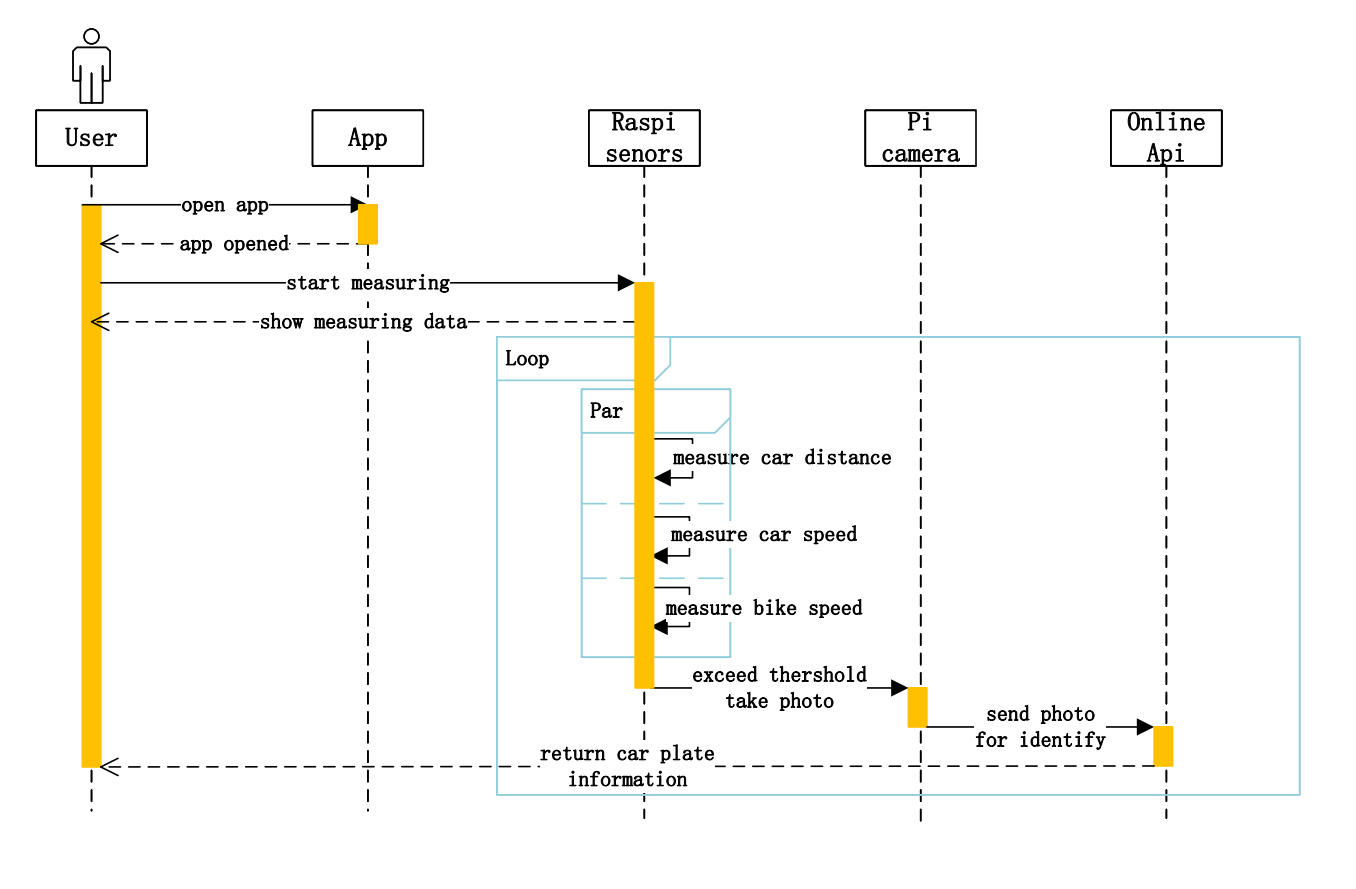 User
App
Raspi
senors
Pi
camera
Online
Api
open app
app opened
start measuring
show measuring data
Loop
Par
measure car distance
measure car speed
measure bike speed
exceed thershold
take photo
send photo
for identify
return car plate
information